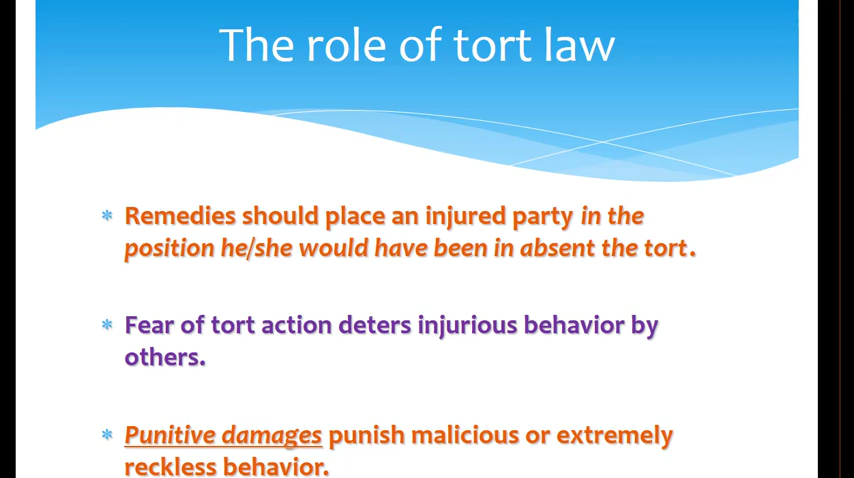 The role of tort law
* Remedies should place an injured party in the
position he/she would have been in absent the tort.
* Fear of tort action deters injurious behavior by
others.
* Punitive damages punish malicious or extremely
reckless behavior.